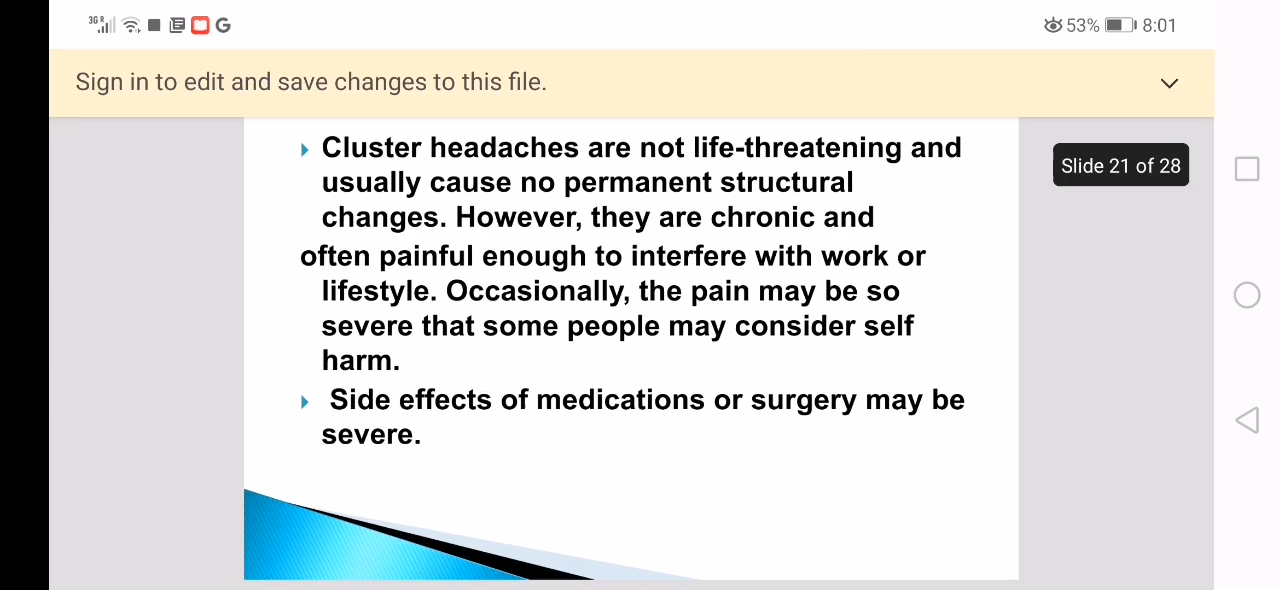 3G R 53% 8:01
Sign in to edit and save changes to this file.
Cluster headaches are not life-threatening and
Slide 21 of 28
usually cause no permanent structural
changes. However, they are chronic and
often painful enough to interfere with work or
lifestyle. Occasionally, the pain may be so
severe that some people may consider self
harm.
Side effects of medications or surgery may be
severe.